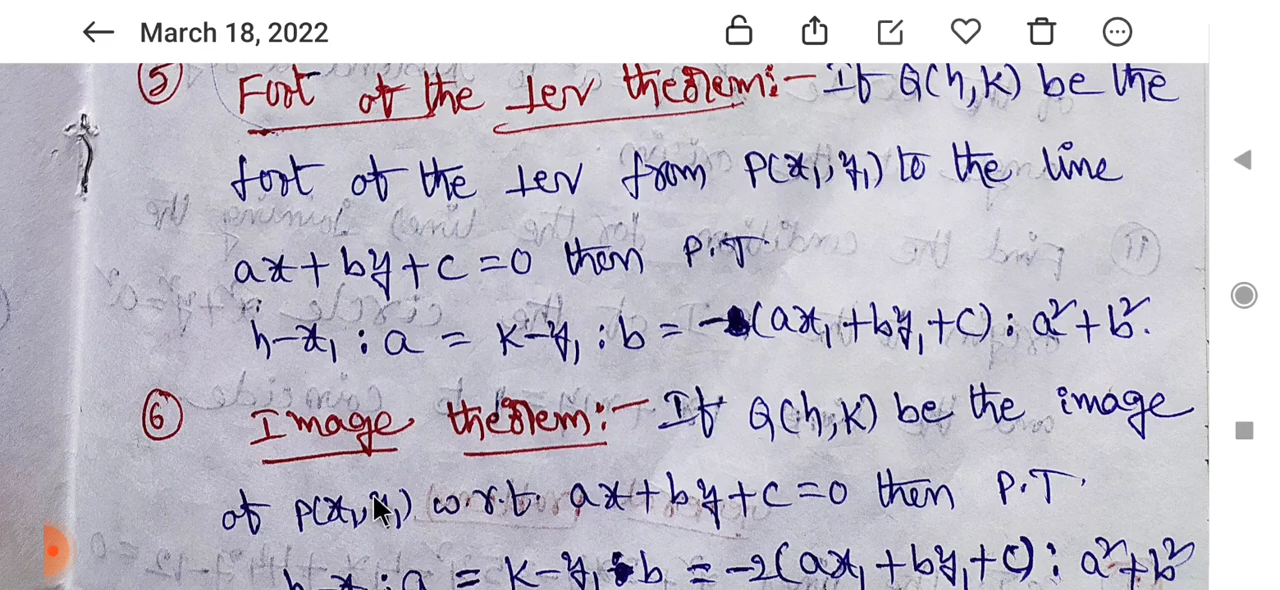 March 18, 2022
⑤ Foot of the ⊥er theorem:- If Q(h,k) be the
foot of the ⊥er from P(x₁,y₁) to the line
ax+by+c=0 then P.T
h-x₁ : a = k-y₁ : b = -(ax₁+by₁+c) : a²+b².
⑥ Image theorem:- If Q(h,k) be the image
of P(x₁,y₁) w.r.t. ax+by+c=0 then P.T.
h-x₁ : a = k-y₁ : b = -2(ax₁+by₁+c) : a²+b²